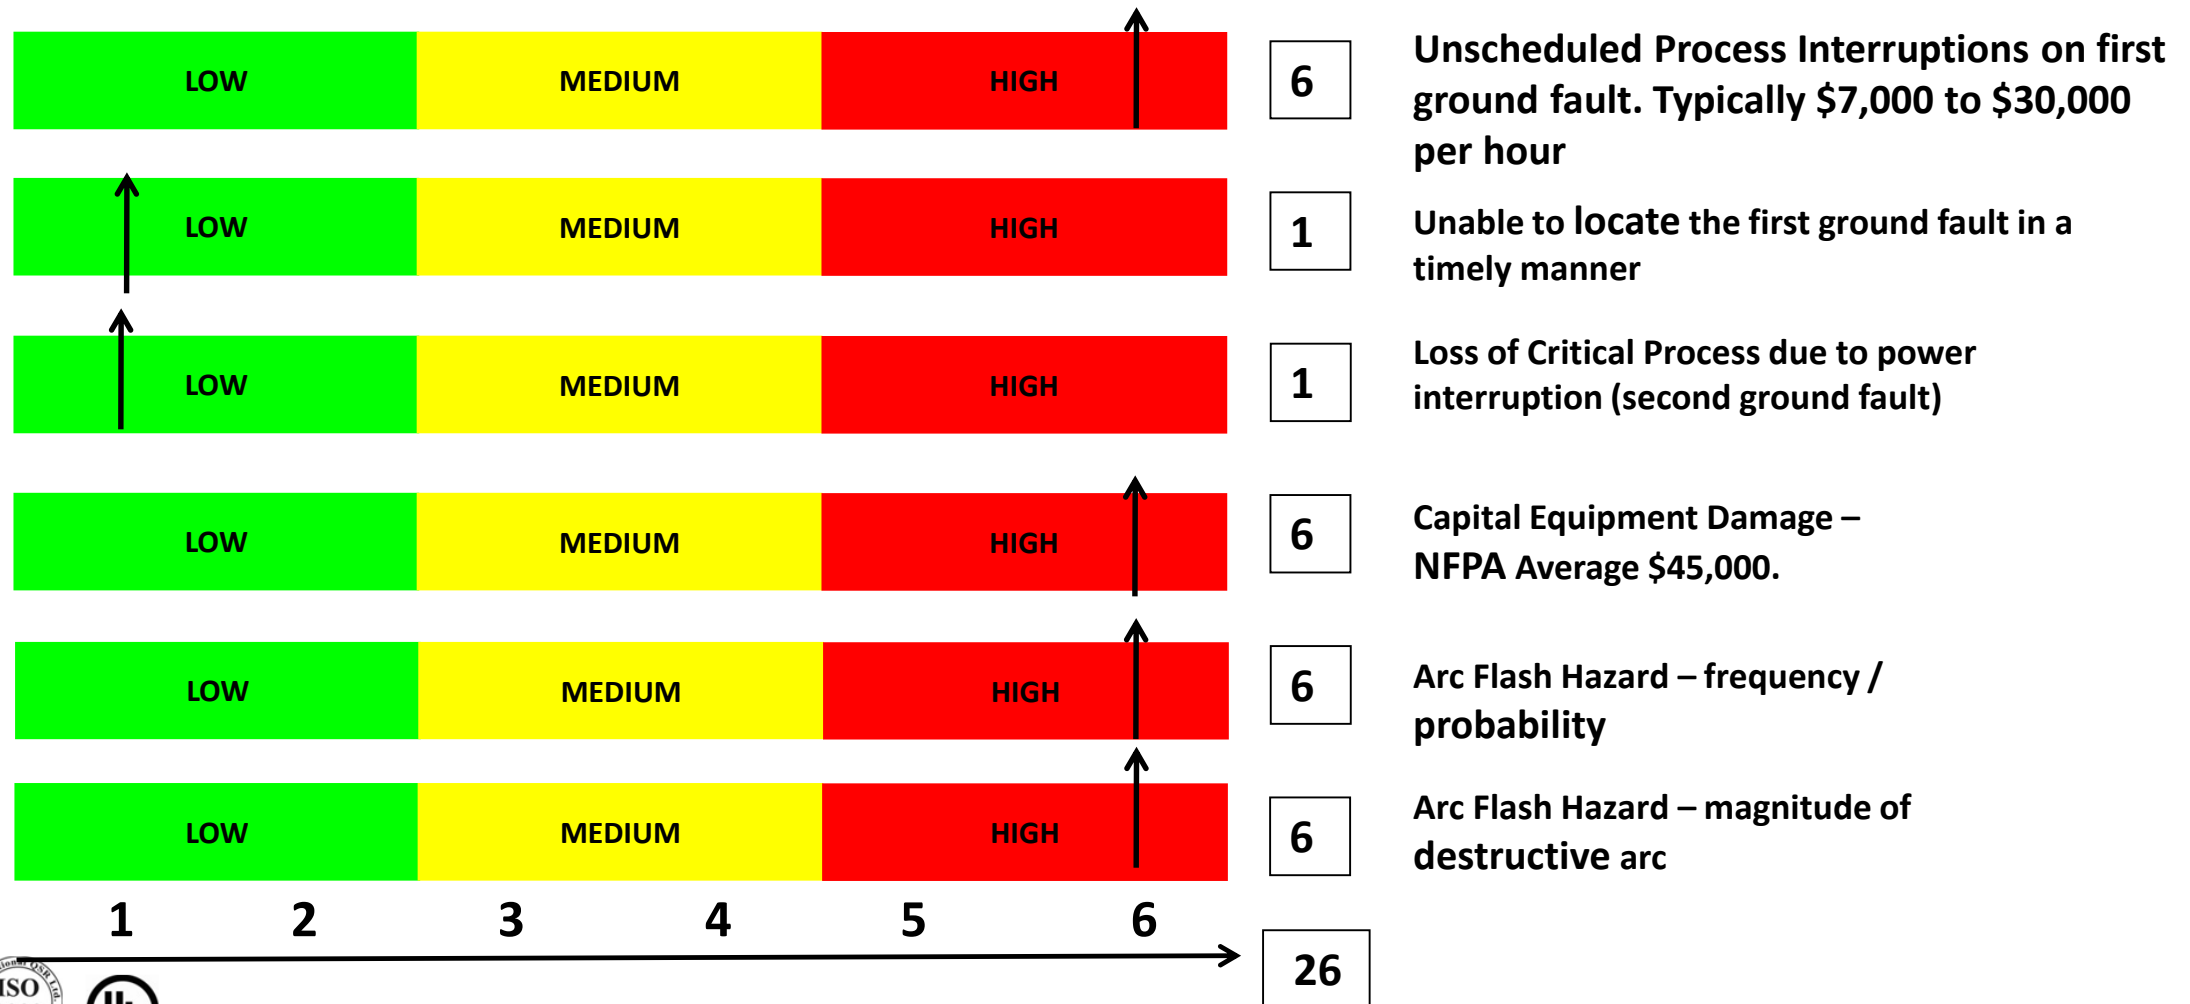 LOW MEDIUM HIGH 6 Unscheduled Process Interruptions on first
ground fault. Typically $7,000 to $30,000
per hour
LOW MEDIUM HIGH 1 Unable to locate the first ground fault in a
timely manner
LOW MEDIUM HIGH 1 Loss of Critical Process due to power
interruption (second ground fault)
LOW MEDIUM HIGH 6 Capital Equipment Damage –
NFPA Average $45,000.
LOW MEDIUM HIGH 6 Arc Flash Hazard – frequency /
probability
LOW MEDIUM HIGH 6 Arc Flash Hazard – magnitude of
destructive arc
1 2 3 4 5 6
26
QSR Ltd.
ISO